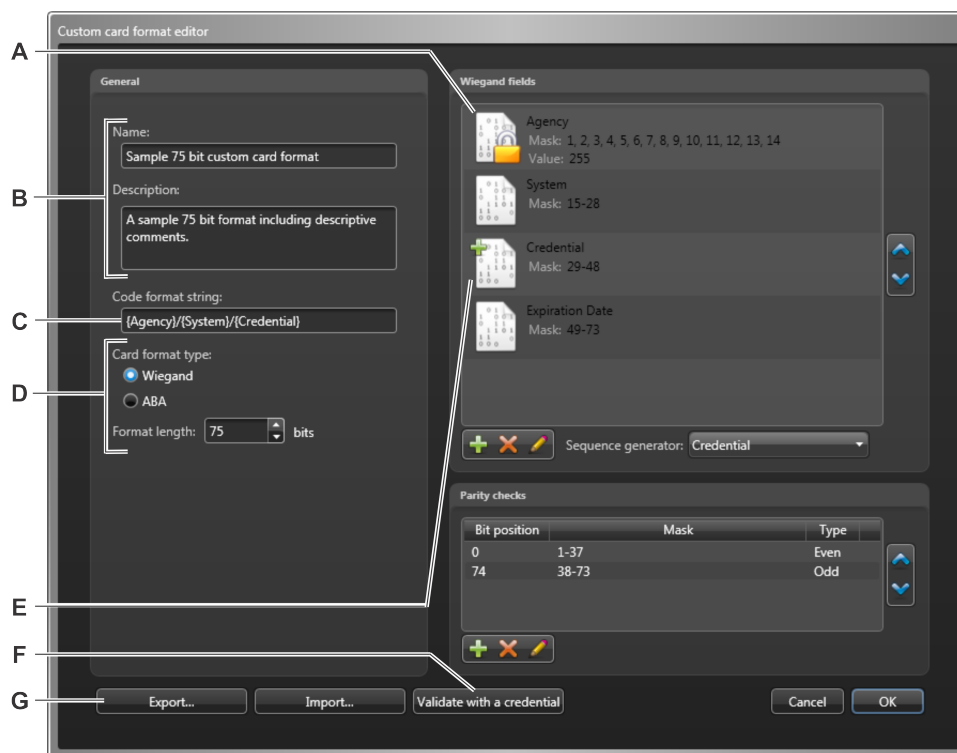 Custom card format editor
A
General
Name:
Sample 75 bit custom card format
B
Description:
A sample 75 bit format including descriptive
comments.
Code format string:
C
{Agency}/{System}/{Credential}
Card format type:
D
Wiegand
ABA
Format length:
75
bits
Wiegand fields
Agency
Mask: 1, 2, 3, 4, 5, 6, 7, 8, 9, 10, 11, 12, 13, 14
Value: 255
System
Mask: 15-28
Credential
Mask: 29-48
Expiration Date
Mask: 49-73
Sequence generator: Credential
Parity checks
Bit position Mask Type
0 1-37 Even
74 38-73 Odd
E
F
G
Export...
Import...
Validate with a credential
Cancel
OK